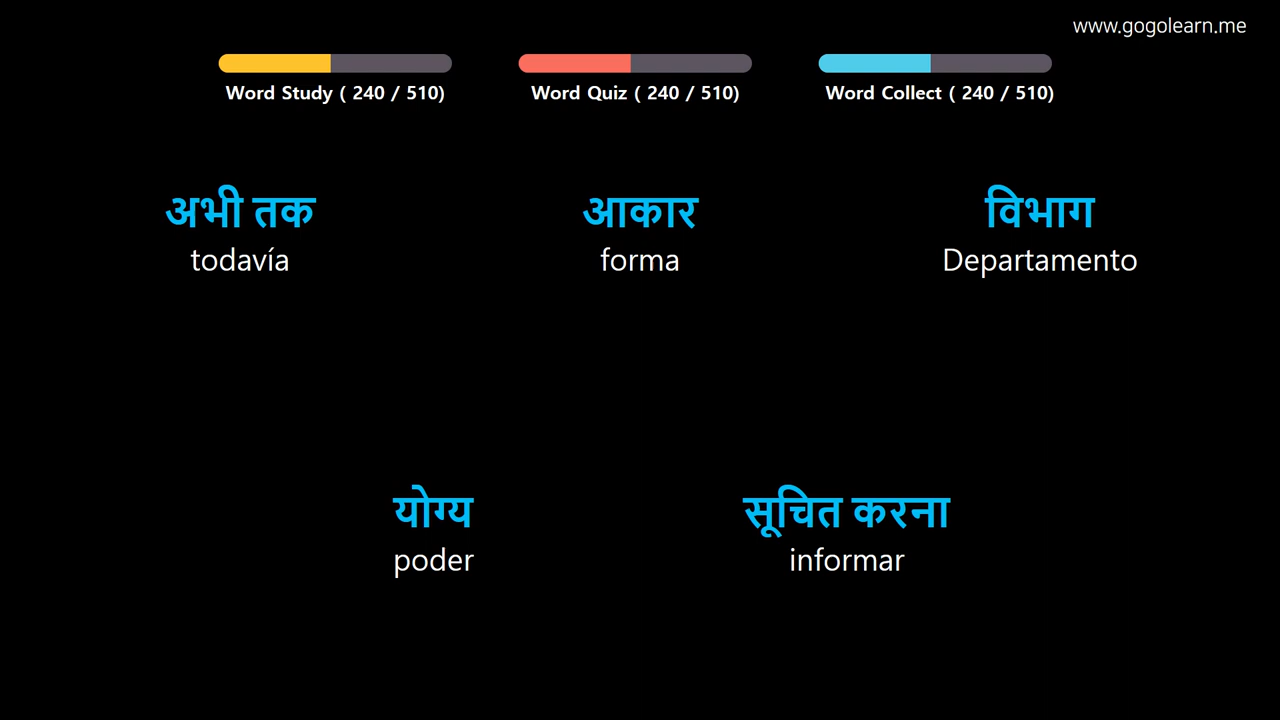 www.gogolearn.me
Word Study ( 240 / 510)
Word Quiz ( 240 / 510)
Word Collect ( 240 / 510)
अभी तक
todavía
आकार
forma
विभाग
Departamento
योग्य
poder
सूचित करना
informar